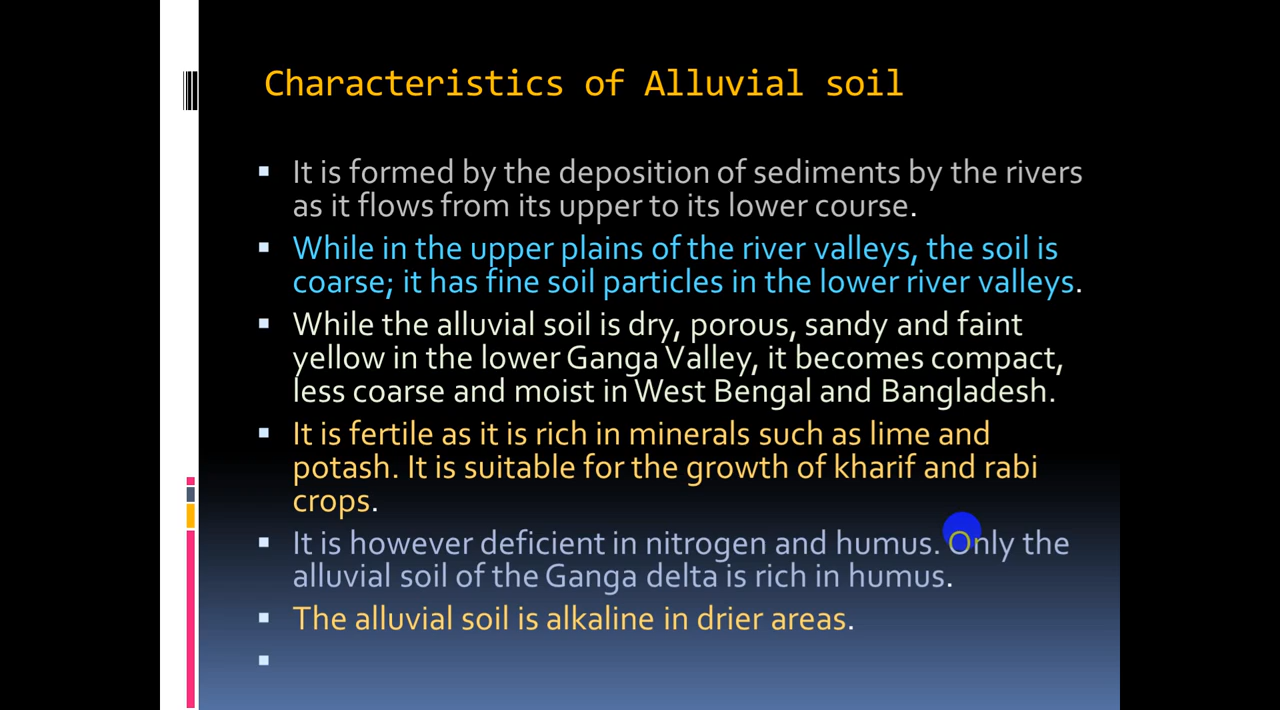 Characteristics of Alluvial soil
It is formed by the deposition of sediments by the rivers
as it flows from its upper to its lower course.
While in the upper plains of the river valleys, the soil is
coarse; it has fine soil particles in the lower river valleys.
While the alluvial soil is dry, porous, sandy and faint
yellow in the lower Ganga Valley, it becomes compact,
less coarse and moist in West Bengal and Bangladesh.
It is fertile as it is rich in minerals such as lime and
potash. It is suitable for the growth of kharif and rabi
crops.
It is however deficient in nitrogen and humus. Only the
alluvial soil of the Ganga delta is rich in humus.
The alluvial soil is alkaline in drier areas.